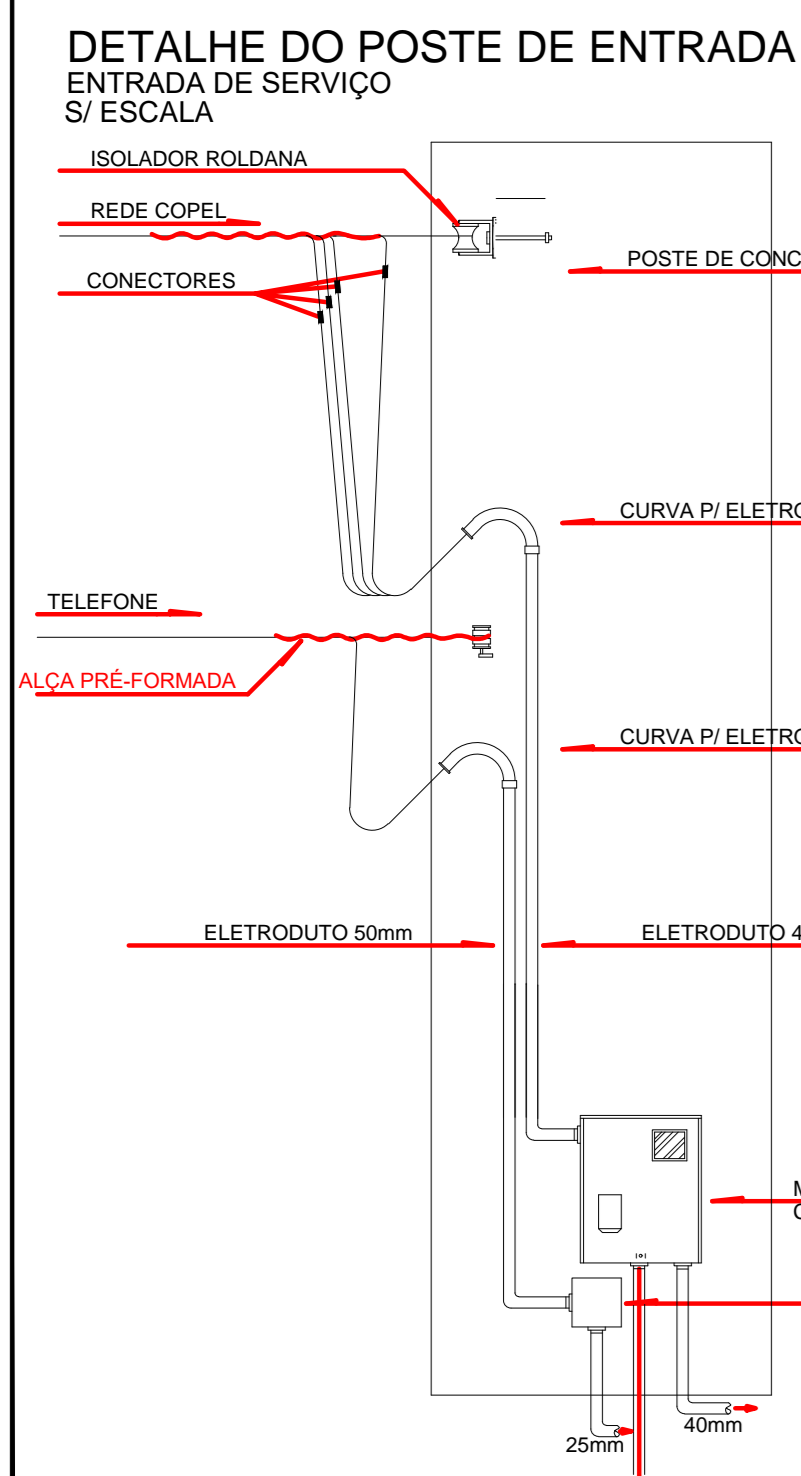 DETALHE DO POSTE DE ENTRADA
ENTRADA DE SERVIÇO
S/ ESCALA
ISOLADOR ROLDANA
REDE COPEL
POSTE DE CONC
CONECTORES
CURVA P/ ELETRO
TELEFONE
ALÇA PRÉ-FORMADA
CURVA P/ ELETRO
ELETRODUTO 50mm
ELETRODUTO 4
40mm
25mm